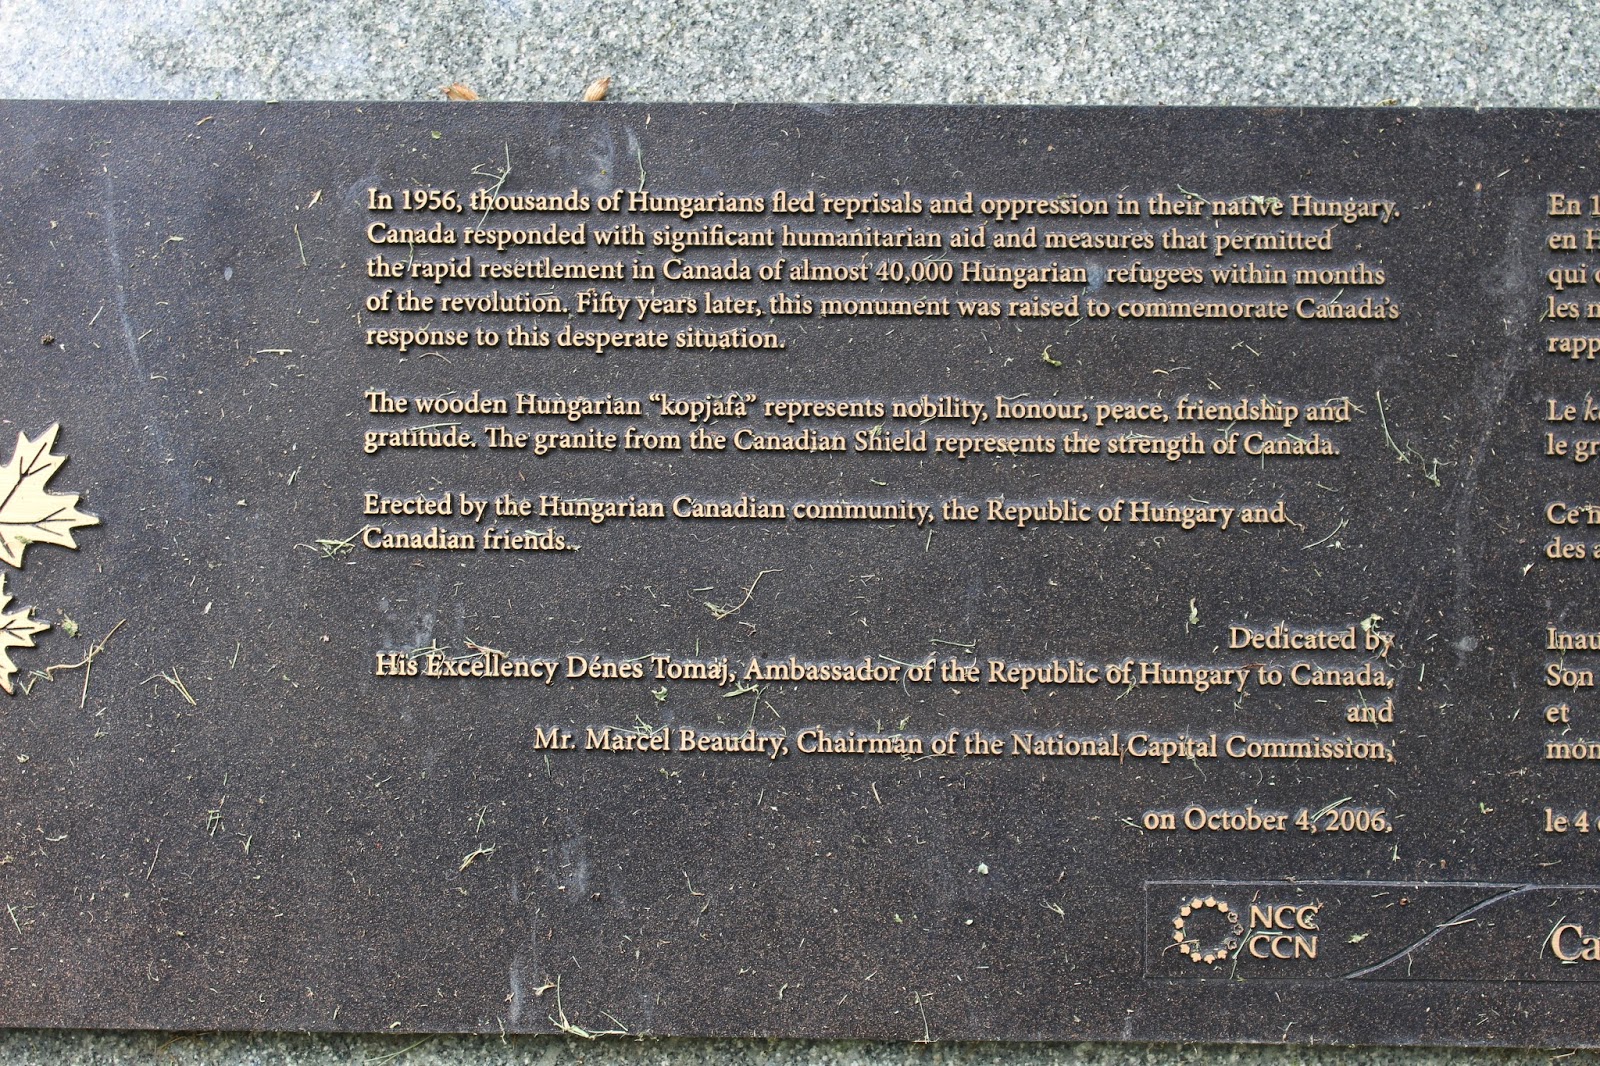 In 1956, thousands of Hungarians fled reprisals and oppression in their native Hungary.
Canada responded with significant humanitarian aid and measures that permitted
the rapid resettlement in Canada of almost 40,000 Hungarian refugees within months
of the revolution. Fifty years later, this monument was raised to commemorate Canada's
response to this desperate situation.
The wooden Hungarian “kopjafa” represents nobility, honour, peace, friendship and
gratitude. The granite from the Canadian Shield represents the strength of Canada.
Erected by the Hungarian Canadian community, the Republic of Hungary and
Canadian friends.
Dedicated by
His Excellency Dénes Tomaj, Ambassador of the Republic of Hungary to Canada,
and
Mr. Marcel Beaudry, Chairman of the National Capital Commission,
on October 4, 2006.
NCC
CCN
En
en
qui
les
Le
le
Ce
des
Son
et
le 4